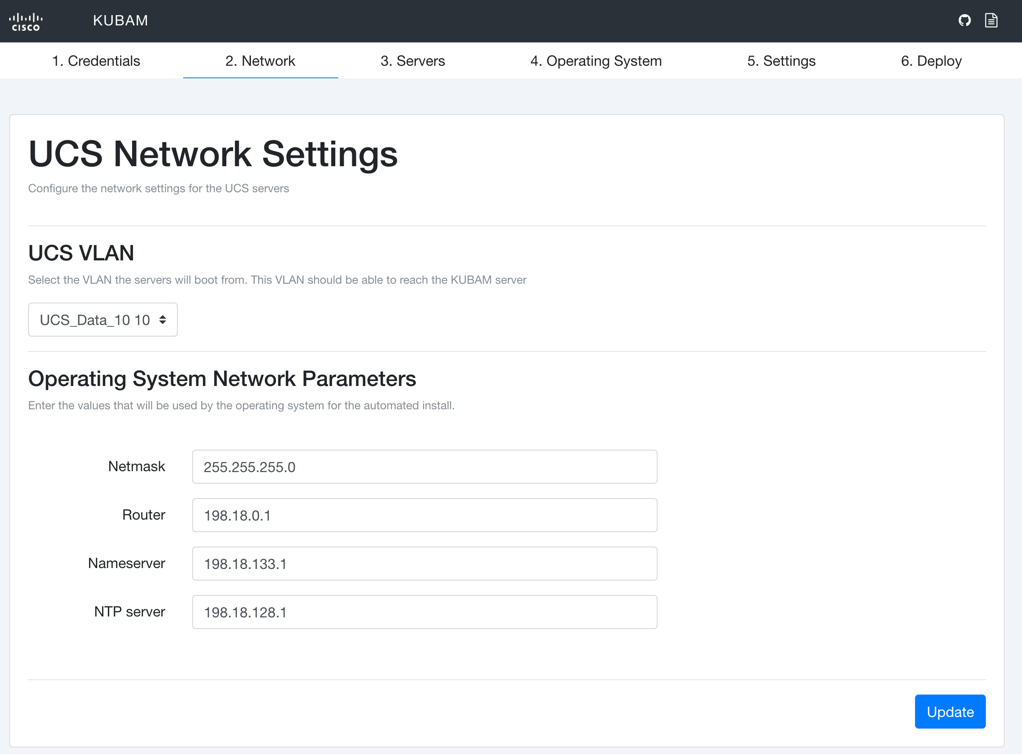 CISCO KUBAM
1. Credentials 2. Network 3. Servers 4. Operating System 5. Settings 6. Deploy
UCS Network Settings
Configure the network settings for the UCS servers
UCS VLAN
Select the VLAN the servers will boot from. This VLAN should be able to reach the KUBAM server
UCS_Data_10 10
Operating System Network Parameters
Enter the values that will be used by the operating system for the automated install.
Netmask 255.255.255.0
Router 198.18.0.1
Nameserver 198.18.133.1
NTP server 198.18.128.1
Update